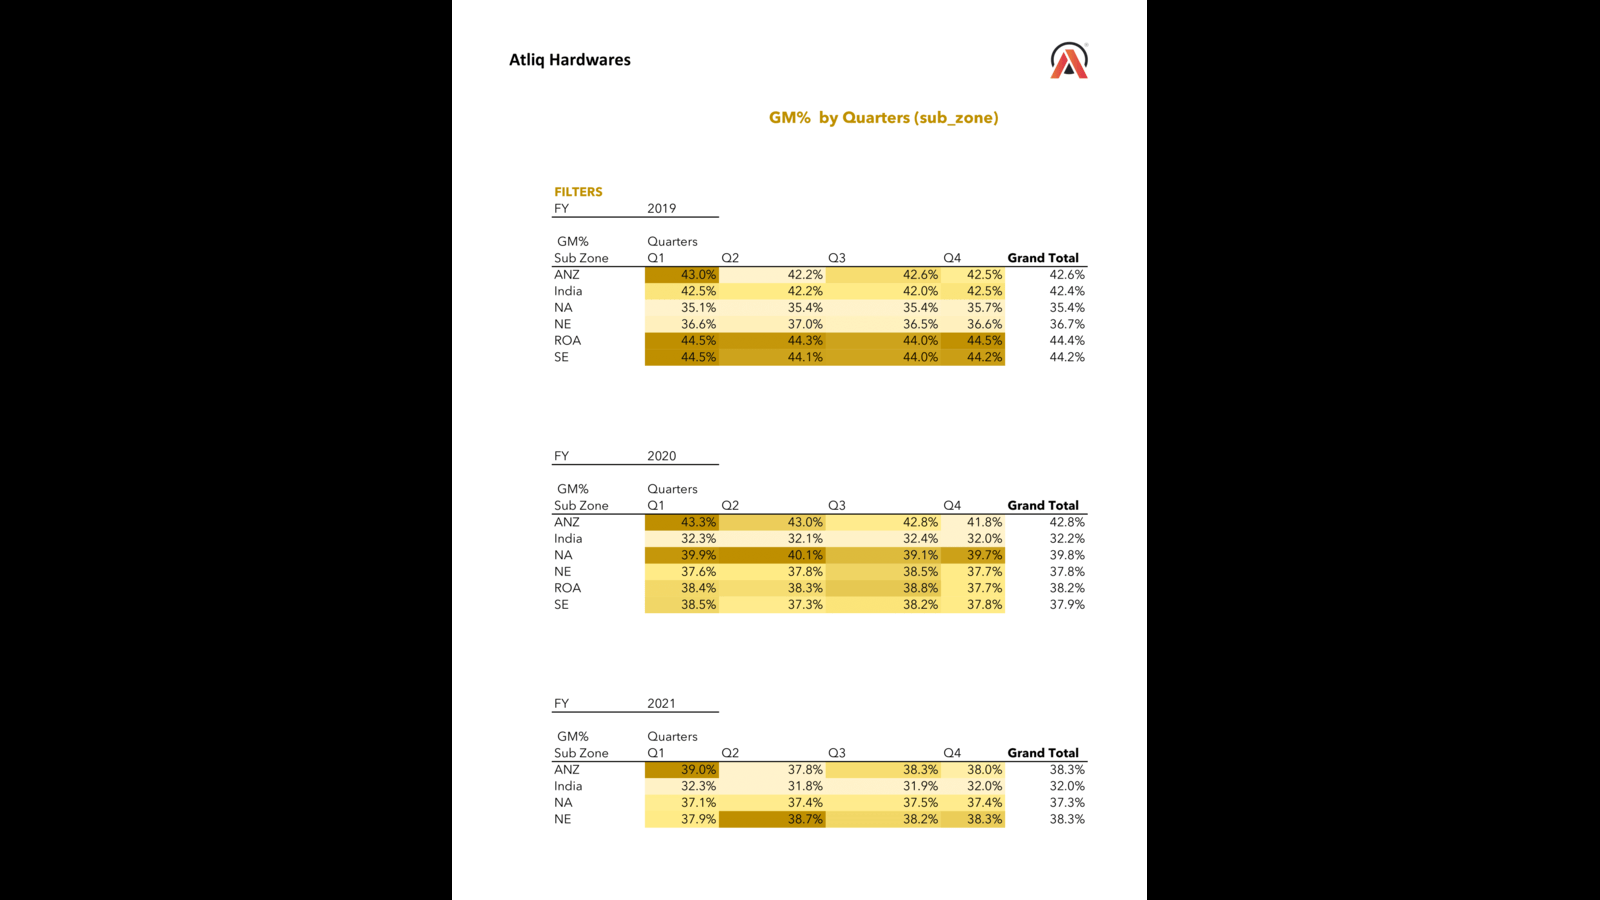 Atliq Hardwares
GM% by Quarters (sub_zone)
FILTERS
FY 2019
GM% Quarters
Sub Zone Q1 Q2 Q3 Q4 Grand Total
ANZ 43.0% 42.2% 42.6% 42.5% 42.6%
India 42.5% 42.2% 42.0% 42.5% 42.4%
NA 35.1% 35.4% 35.4% 35.7% 35.4%
NE 36.6% 37.0% 36.5% 36.6% 36.7%
ROA 44.5% 44.3% 44.0% 44.5% 44.4%
SE 44.5% 44.1% 44.0% 44.2% 44.2%
FY 2020
GM% Quarters
Sub Zone Q1 Q2 Q3 Q4 Grand Total
ANZ 43.3% 43.0% 42.8% 41.8% 42.8%
India 32.3% 32.1% 32.4% 32.0% 32.2%
NA 39.9% 40.1% 39.1% 39.7% 39.8%
NE 37.6% 37.8% 38.5% 37.7% 37.8%
ROA 38.4% 38.3% 38.8% 37.7% 38.2%
SE 38.5% 37.3% 38.2% 37.8% 37.9%
FY 2021
GM% Quarters
Sub Zone Q1 Q2 Q3 Q4 Grand Total
ANZ 39.0% 37.8% 38.3% 38.0% 38.3%
India 32.3% 31.8% 31.9% 32.0% 32.0%
NA 37.1% 37.4% 37.5% 37.4% 37.3%
NE 37.9% 38.7% 38.2% 38.3% 38.3%